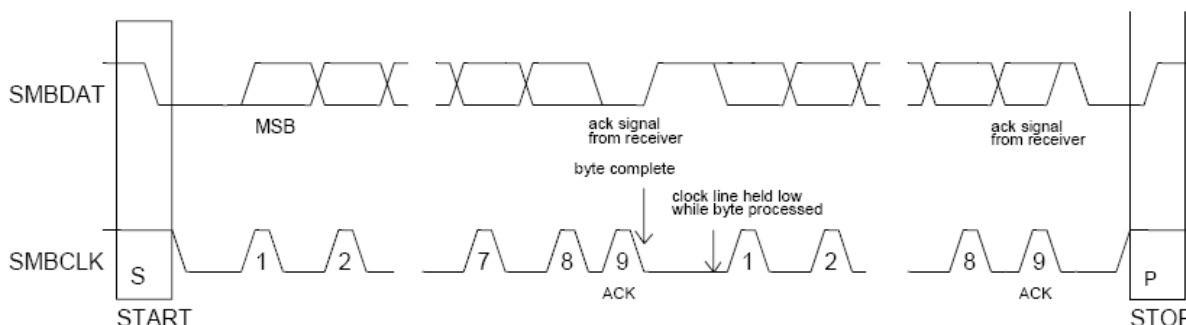 SMBDAT
MSB
ack signal
from receiver
ack signal
from receiver
byte complete
clock line held low
while byte processed
SMBCLK
S
1
2
7
8
9
1
2
8
9
P
ACK
ACK
START
STOP